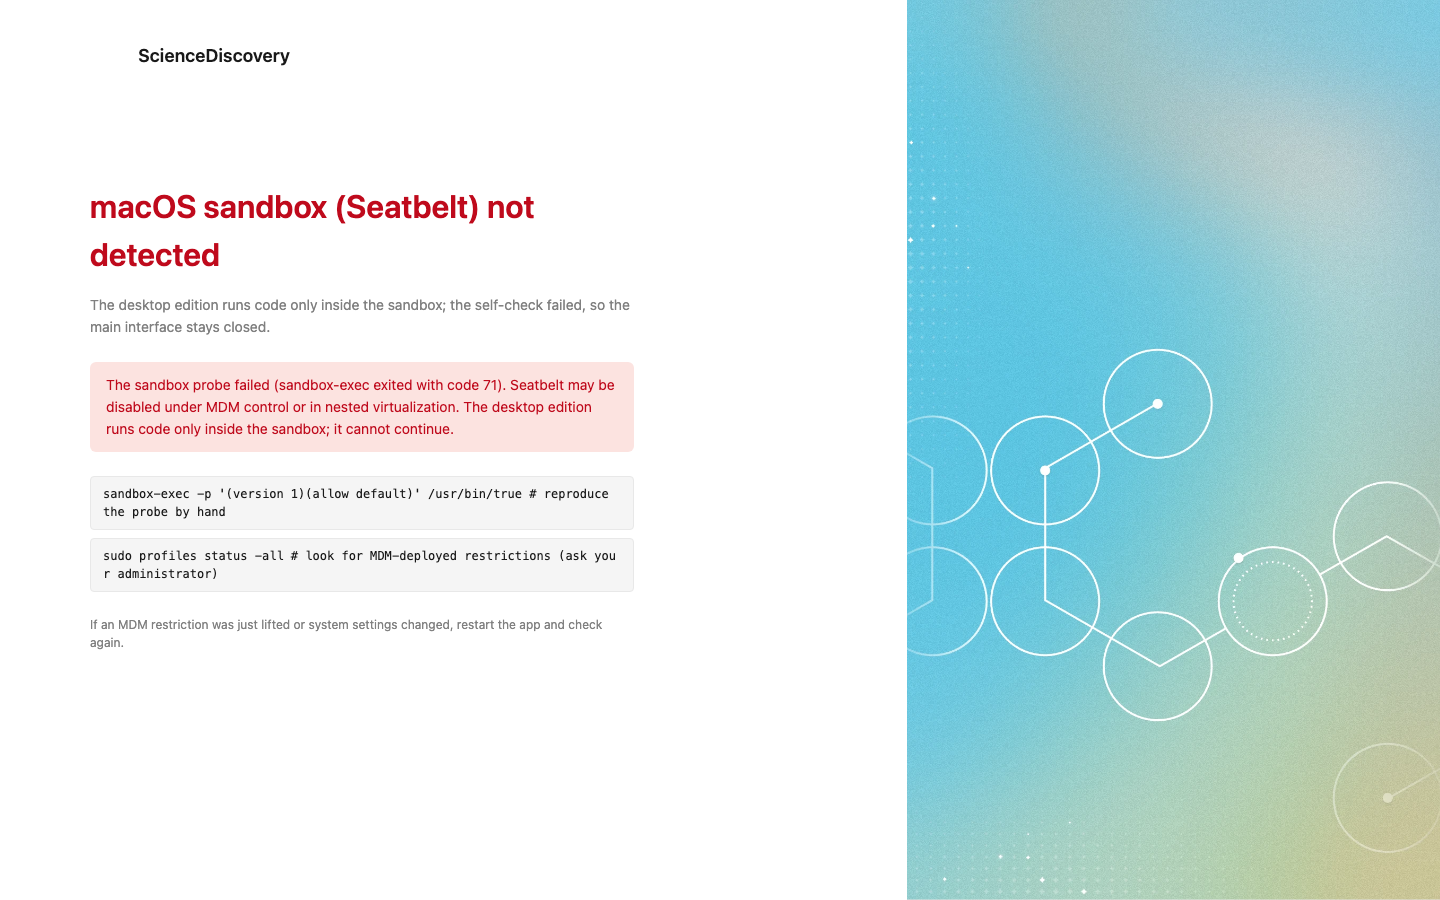 ScienceDiscovery
macOS sandbox (Seatbelt) not
detected
The desktop edition runs code only inside the sandbox; the self-check failed, so the
main interface stays closed.
The sandbox probe failed (sandbox-exec exited with code 71). Seatbelt may be
disabled under MDM control or in nested virtualization. The desktop edition
runs code only inside the sandbox; it cannot continue.
sandbox-exec -p '(version 1)(allow default)' /usr/bin/true # reproduce
the probe by hand
sudo profiles status -all # look for MDM-deployed restrictions (ask you
r administrator)
If an MDM restriction was just lifted or system settings changed, restart the app and check
again.